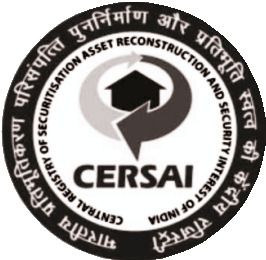 भारतीय प्रतिभूतिकरण परिसंपत्ति पुनर्निर्माण और प्रतिभूति स्वत्व की केंद्रीय रजिस्ट्री
CENTRAL REGISTRY OF SECURITISATION ASSET RECONSTRUCTION AND SECURITY INTEREST OF INDIA
CERSAI